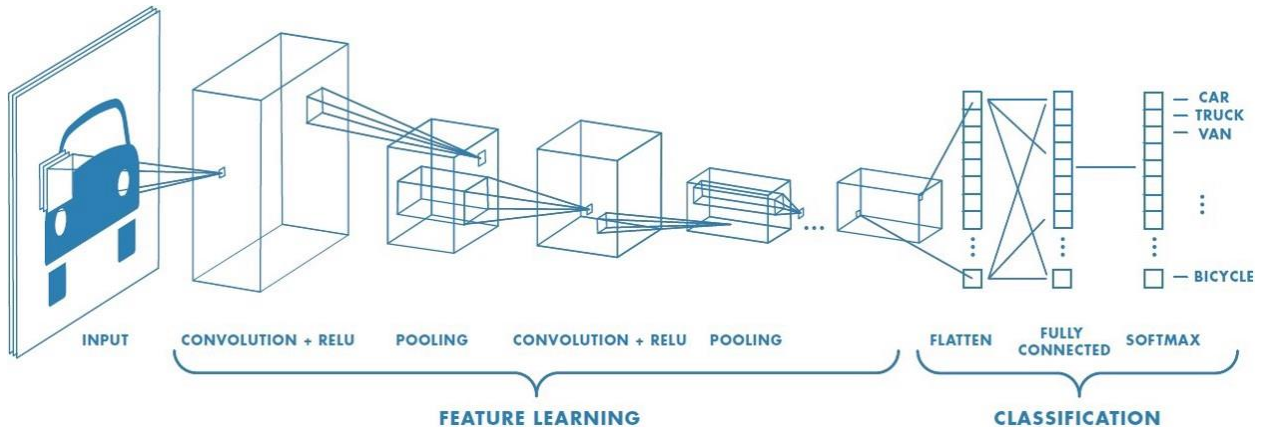 CAR
TRUCK
VAN
BICYCLE
INPUT
CONVOLUTION + RELU
POOLING
CONVOLUTION + RELU
POOLING
FLATTEN
FULLY
CONNECTED
SOFTMAX
FEATURE LEARNING
CLASSIFICATION